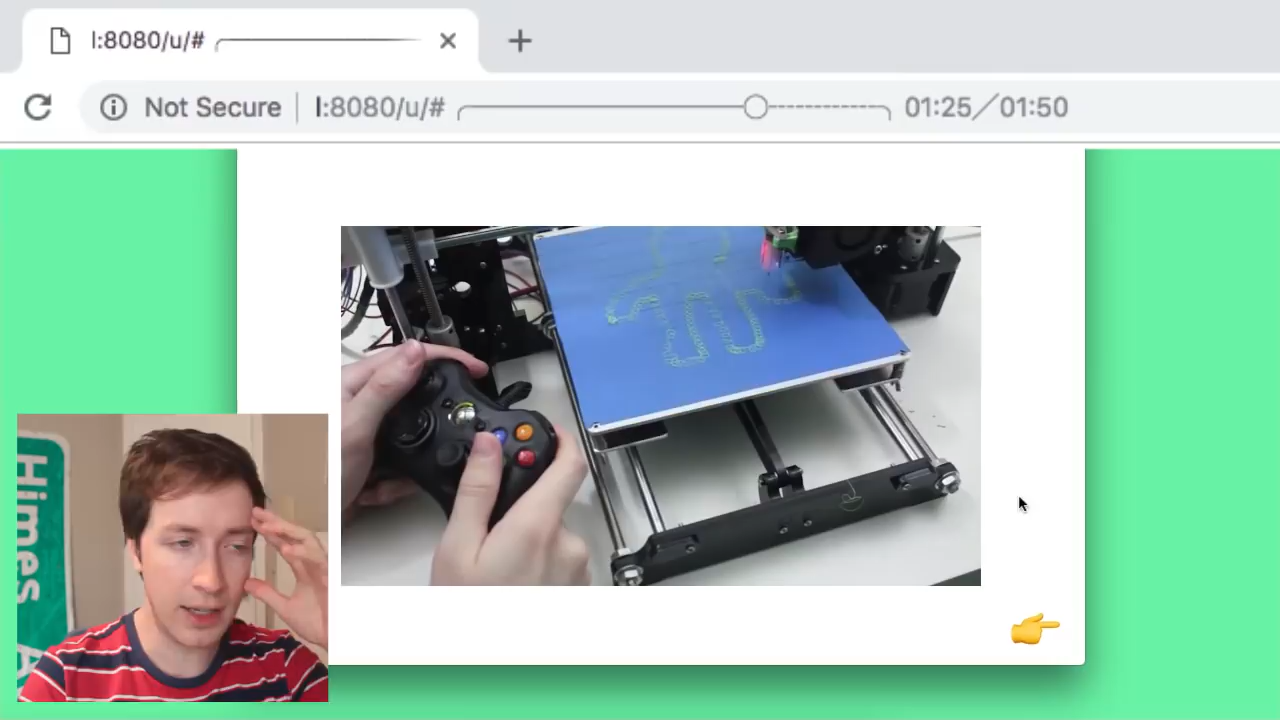 l:8080/u/# ╭──────────
Not Secure | l:8080/u/# ╭────────◯╌╌╌╌╮ 01:25╱01:50
Himes A